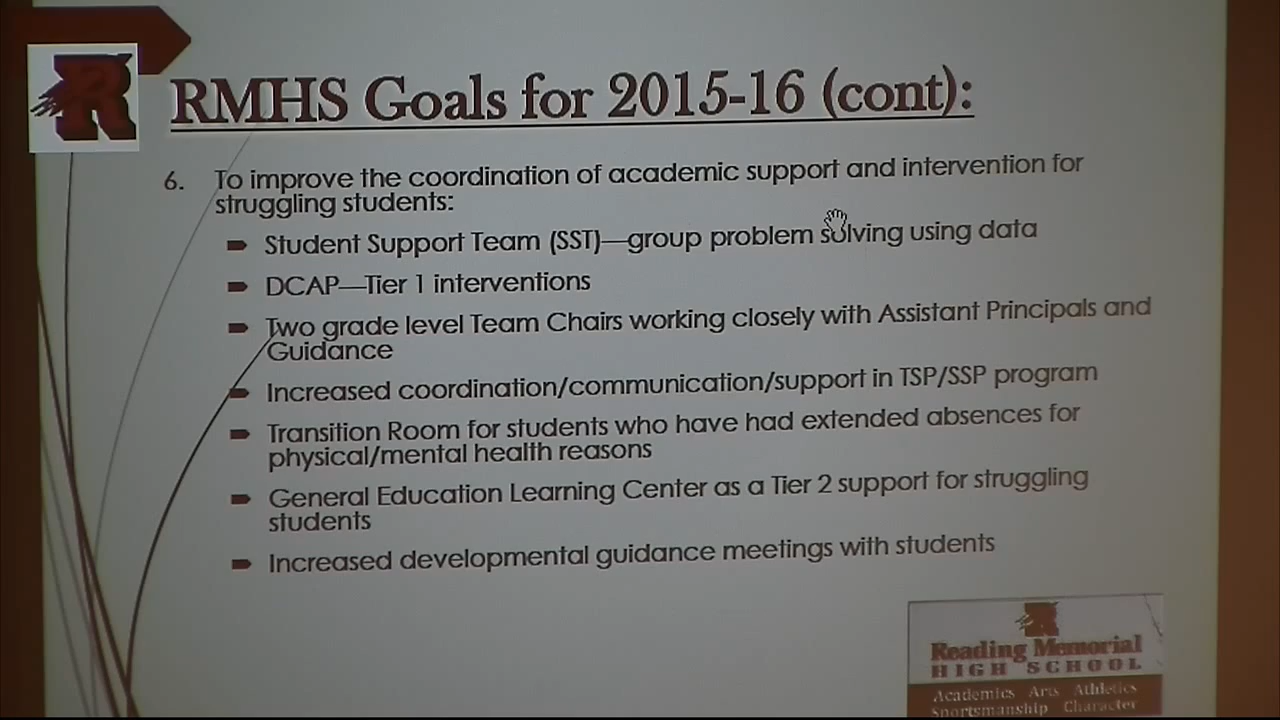 R
RMHS Goals for 2015-16 (cont):
6. To improve the coordination of academic support and intervention for
struggling students:
Student Support Team (SST)—group problem solving using data
DCAP—Tier 1 interventions
Two grade level Team Chairs working closely with Assistant Principals and
Guidance
Increased coordination/communication/support in TSP/SSP program
Transition Room for students who have had extended absences for
physical/mental health reasons
General Education Learning Center as a Tier 2 support for struggling
students
Increased developmental guidance meetings with students
R
Reading Memorial
HIGH SCHOOL
Academics Arts Athletics
Sportsmanship Character